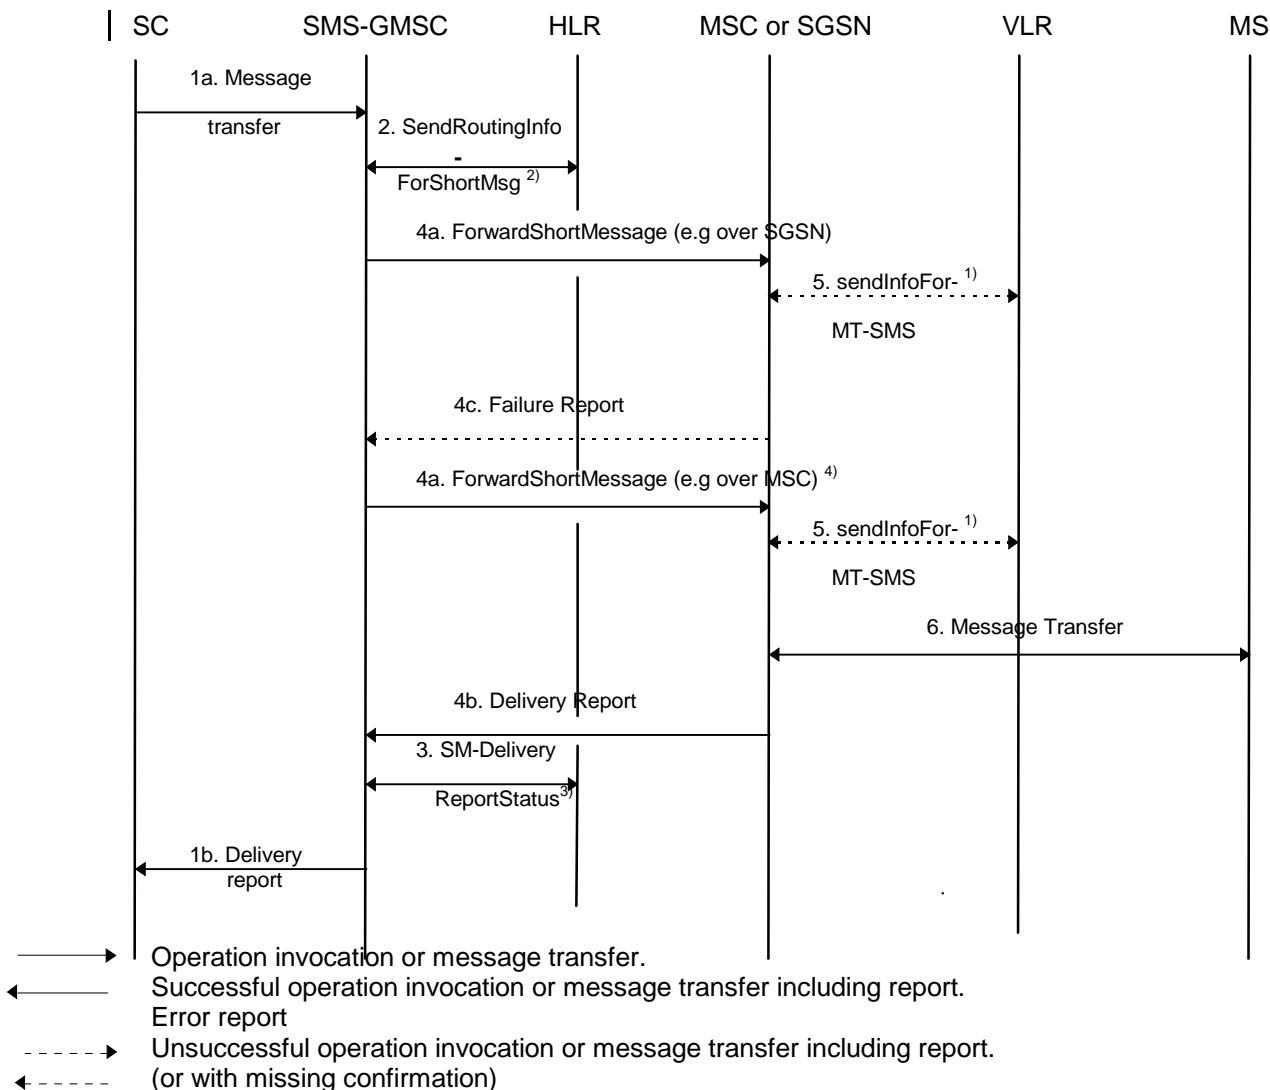 SC SMS-GMSC HLR MSC or SGSN VLR MS
1a. Message
transfer
2. SendRoutingInfo
-
ForShortMsg 2)
4a. ForwardShortMessage (e.g over SGSN)
5. sendInfoFor- 1)
MT-SMS
4c. Failure Report
4a. ForwardShortMessage (e.g over MSC) 4)
5. sendInfoFor- 1)
MT-SMS
6. Message Transfer
4b. Delivery Report
3. SM-Delivery
ReportStatus3)
1b. Delivery
report
.
Operation invocation or message transfer.
Successful operation invocation or message transfer including report.
Error report
Unsuccessful operation invocation or message transfer including report.
(or with missing confirmation)